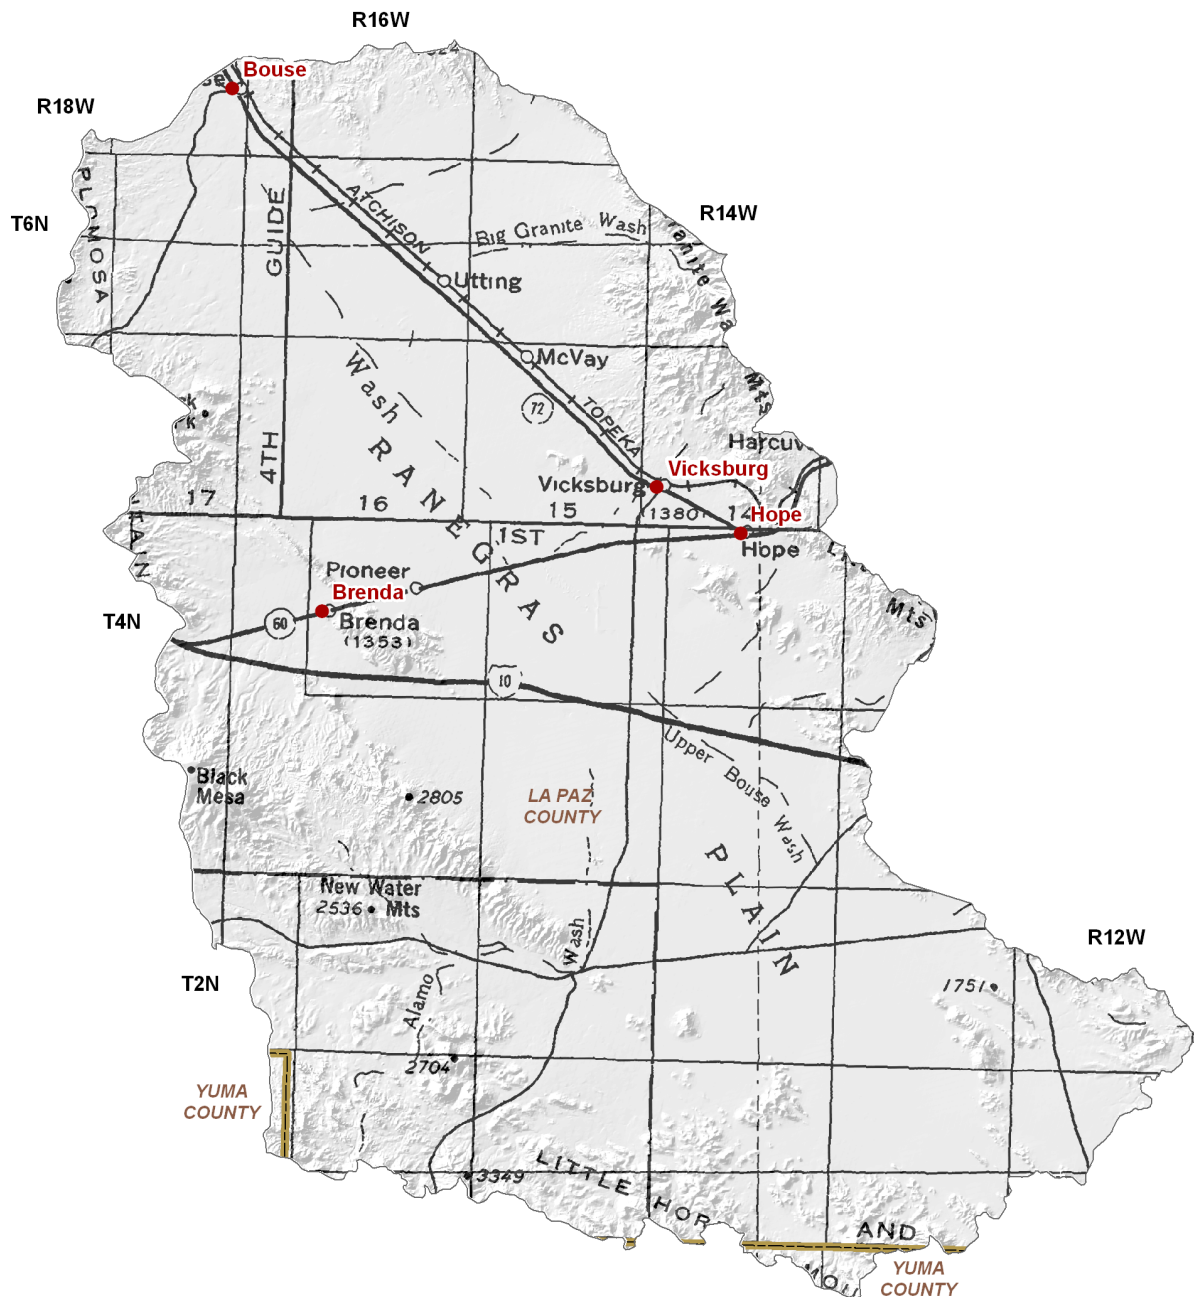 R16W
Bouse
R18W
PLOMOSA
ATCHISON
GUIDE
R14W
T6N
Big Granite Wash
Utting
McVay
Wash
72
TOPEKA
Mts
Harcuv
RANEGRAS
4TH
Vicksburg
Vicksburg
17
16
15
(1380)
Hope
1ST
Hope
Pioneer
Brenda
60
Brenda
(1353)
T4N
Mts
10
Upper Bouse Wash
Black
Mesa
2805
LA PAZ
COUNTY
PLAIN
New Water
2536 Mts
Wash
R12W
T2N
Alamo
1751
2704
YUMA
COUNTY
LITTLE HOR
3349
AND
YUMA
COUNTY